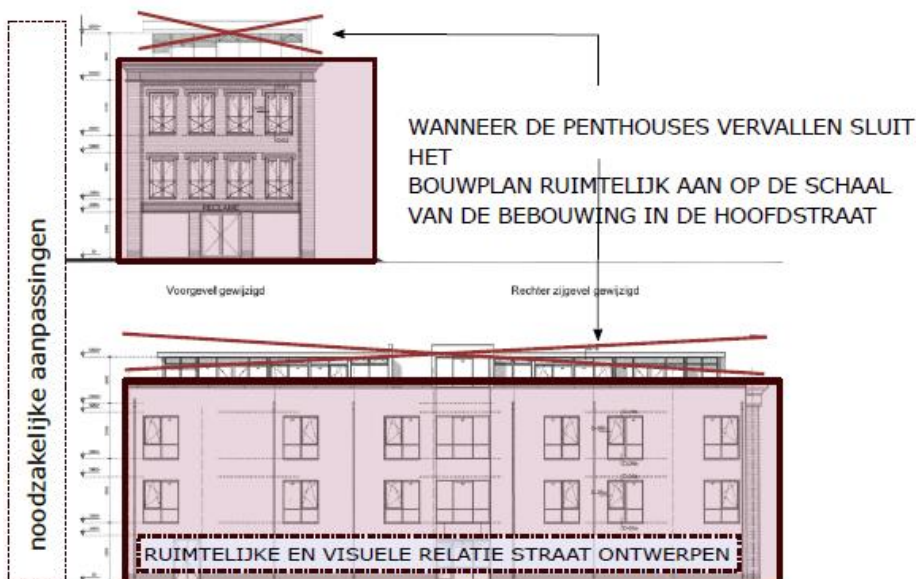 noodzakelijke aanpassingen
WANNEER DE PENTHOUSES VERVALLEN SLUIT
HET
BOUWPLAN RUIMTELIJK AAN OP DE SCHAAL
VAN DE BEBOUWING IN DE HOOFDSTRAAT
RECLAME
Voorgevel gewijzigd
Rechter zijgevel gewijzigd
RUIMTELIJKE EN VISUELE RELATIE STRAAT ONTWERPEN